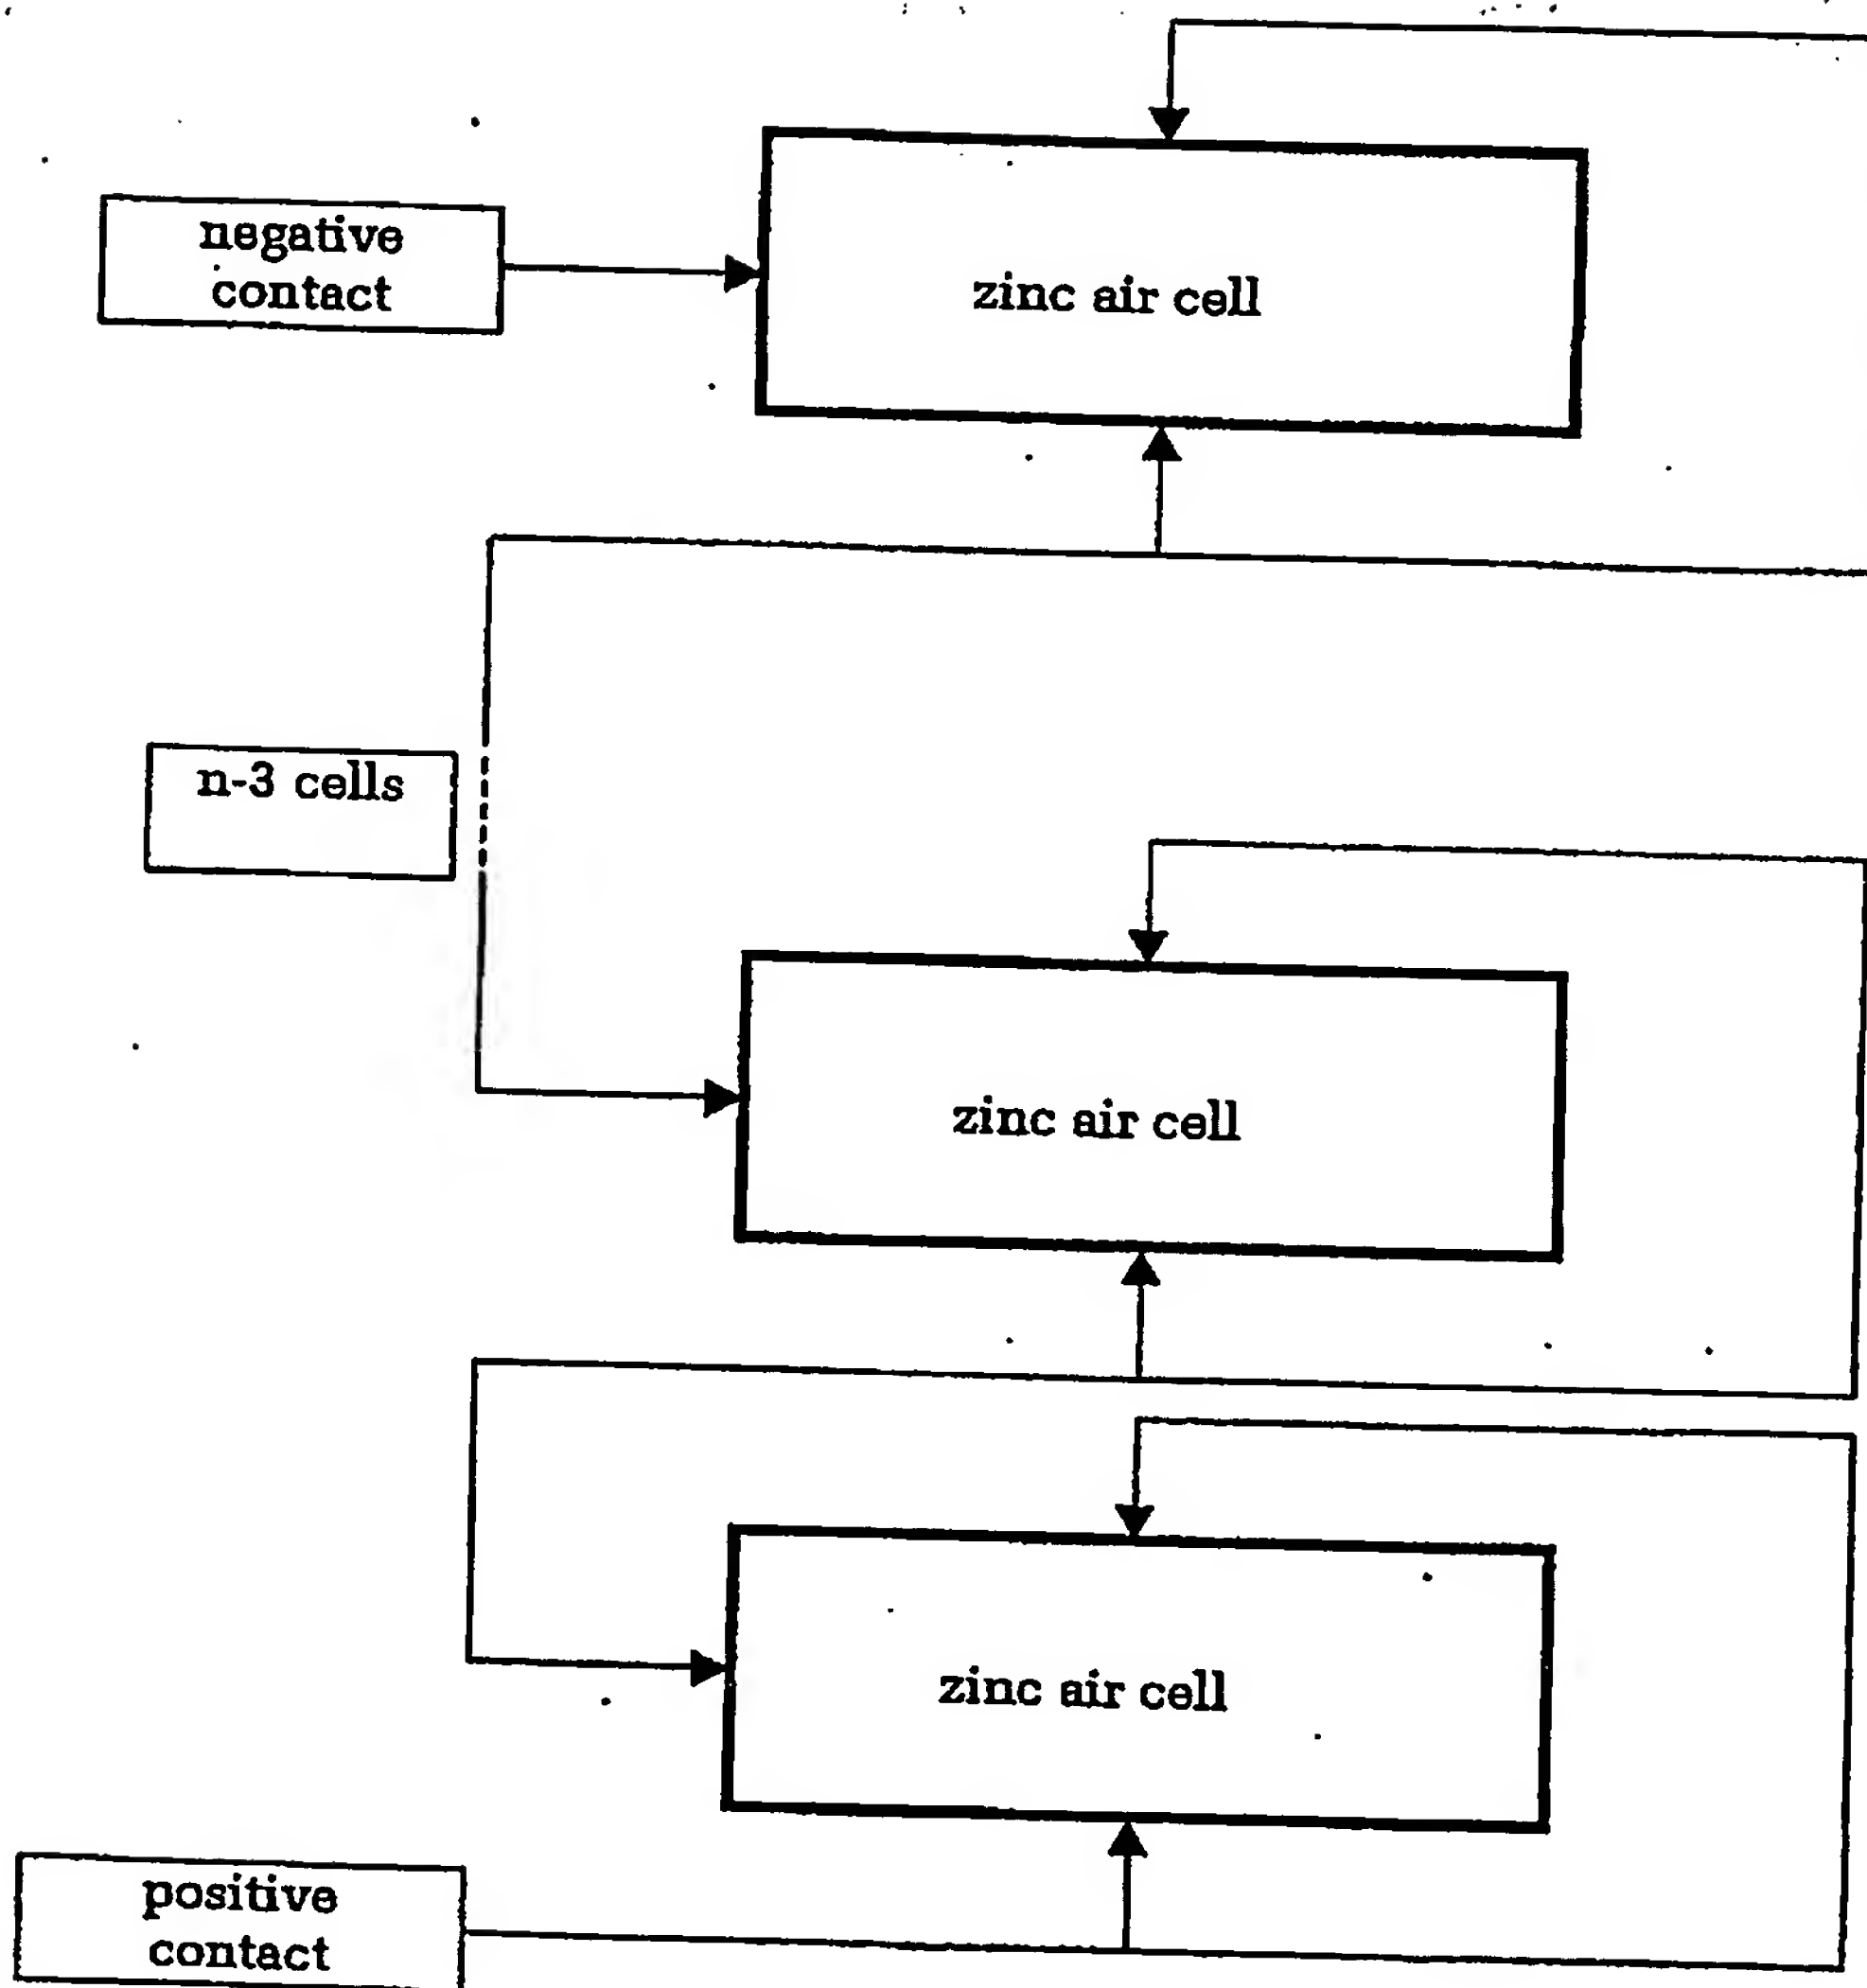 negative
contact
zinc air cell
n-3 cells
zinc air cell
zinc air cell
positive
contact